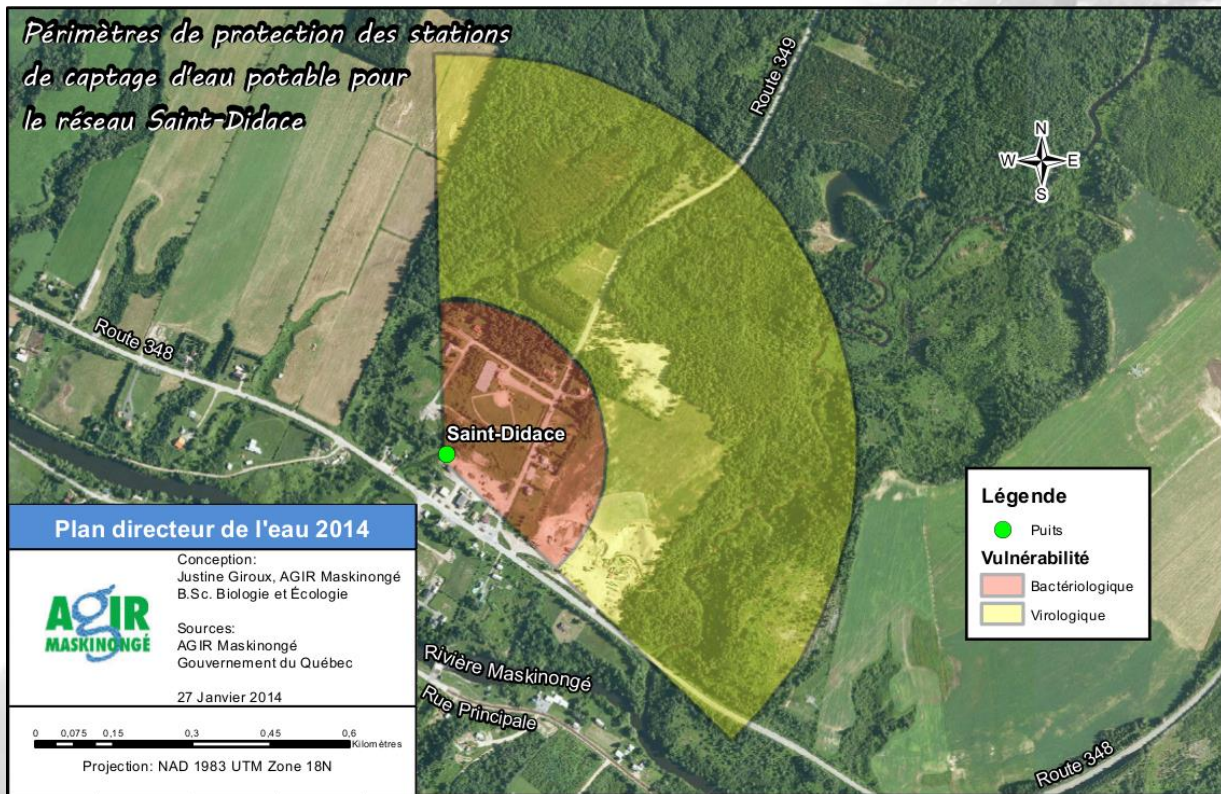 Périmètres de protection des stations
de captage d'eau potable pour
le réseau Saint-Didace
Route 349
N
W E
S
Route 348
Saint-Didace
Légende
Puits
Vulnérabilité
Bactériologique
Virologique
Plan directeur de l'eau 2014
Conception:
Justine Giroux, AGIR Maskinongé
B.Sc. Biologie et Écologie
AGIR
MASKINONGÉ
Sources:
AGIR Maskinongé
Gouvernement du Québec
27 Janvier 2014
Rivière Maskinongé
Rue Principale
Route 348
0 0,075 0,15 0,3 0,45 0,6
Kilomètres
Projection: NAD 1983 UTM Zone 18N